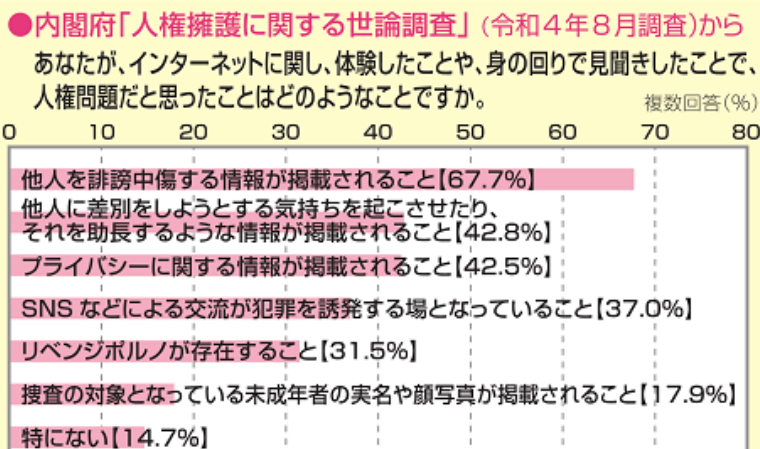 ●内閣府「人権擁護に関する世論調査」(令和4年8月調査)から
あなたが、インターネットに関し、体験したことや、身の回りで見聞きしたことで、
人権問題だと思ったことはどのようなことですか。
複数回答(%)
0 10 20 30 40 50 60 70 80
他人を誹謗中傷する情報が掲載されること【67.7%】
他人に差別をしようとする気持ちを起こさせたり、
それを助長するような情報が掲載されること【42.8%】
プライバシーに関する情報が掲載されること【42.5%】
SNSなどによる交流が犯罪を誘発する場となっていること【37.0%】
リベンジポルノが存在すること【31.5%】
捜査の対象となっている未成年者の実名や顔写真が掲載されること【17.9%】
特にない【14.7%】